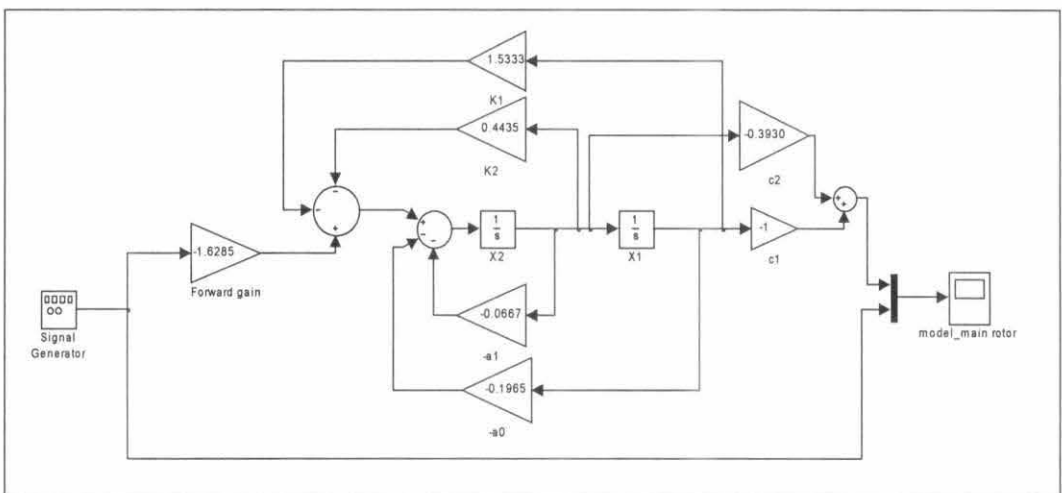 1.5333
K1
0.4435
K2
-0.3930
c2
-
-
+
+
-
-
1
s
X2
1
s
X1
-1
c1
+
+
-1.6285
Forward gain
Signal
Generator
-0.0667
-a1
model_main rotor
-0.1965
-a0